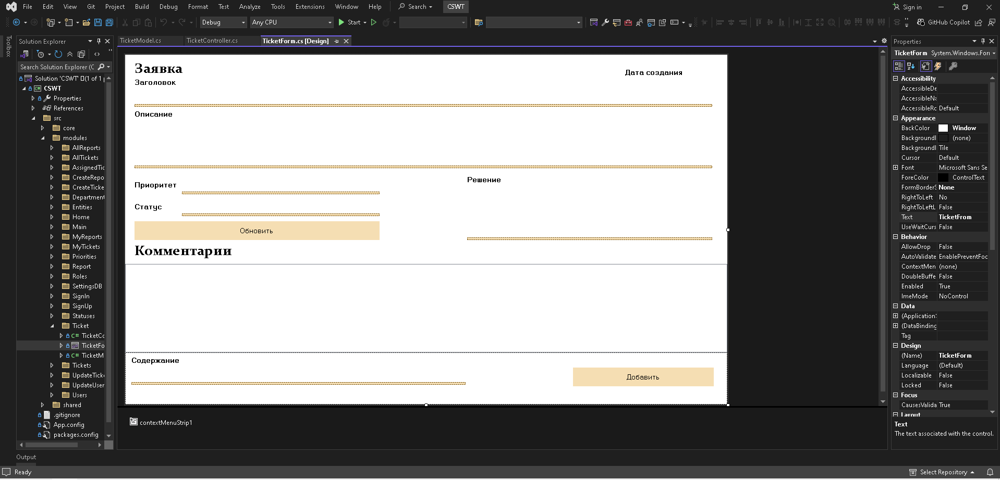 File Edit View Git Project Build Debug Format Test Analyze Tools Extensions Window Help Search CSWT Sign in
Debug Any CPU Start GitHub Copilot
Toolbox
Solution Explorer
Search Solution Explorer (C
Solution 'CSWT' (1 of 1 p
CSWT
Properties
References
src
core
modules
AllReports
AllTickets
AssignedTic
CreateRepo
CreateTicke
Department
Entities
Home
Main
MyReports
MyTickets
Priorities
Report
Roles
SettingsDB
SignIn
SignUp
Statuses
Ticket
C# TicketCo
TicketFo
C# TicketM
Tickets
UpdateTick
UpdateUser
Users
shared
.gitignore
App.config
packages.config
TicketModel.cs TicketController.cs TicketForm.cs [Design]
Заявка
Дата создания
Заголовок
Описание
Решение
Приоритет
Статус
Обновить
Комментарии
Содержание
Добавить
contextMenuStrip1
Properties
TicketForm System.Windows.For
Accessibility
AccessibleDe
AccessibleNa
AccessibleRo Default
Appearance
BackColor Window
BackgroundI (none)
BackgroundI Tile
Cursor Default
Font Microsoft Sans Se
ForeColor ControlText
FormBorderS None
RightToLeft No
RightToLeftL False
Text TicketFrom
UseWaitCurs False
Behavior
AllowDrop False
AutoValidate EnablePreventFoc
ContextMen (none)
DoubleBuffe False
Enabled True
ImeMode NoControl
Data
(ApplicationS
(DataBinding
Tag
Design
(Name) TicketForm
Language (Default)
Localizable False
Locked False
Focus
CausesValida True
Layout
Text
The text associated with the control.
Output
Ready
Select Repository